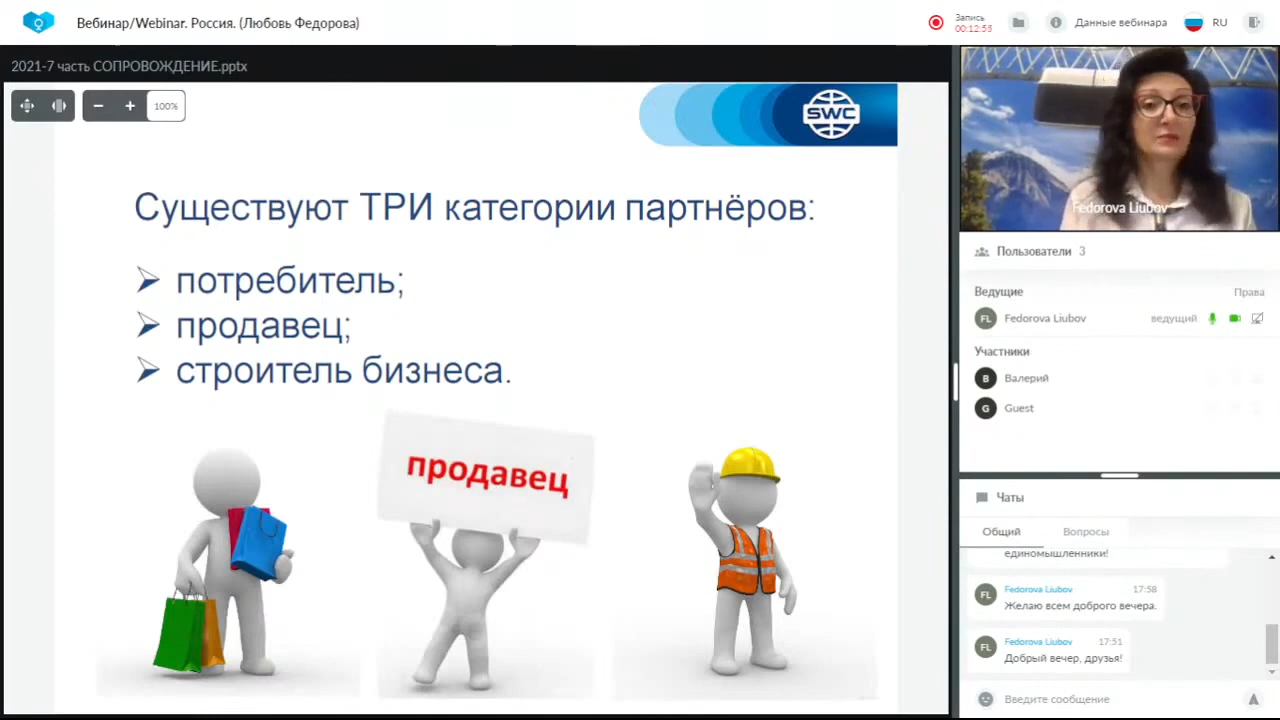 Вебинар/Webinar. Россия. (Любовь Федорова)
Запись
00:12:55
Данные вебинара
RU
2021-7 часть СОПРОВОЖДЕНИЕ.pptx
100%
SWC
Существуют ТРИ категории партнёров:
потребитель;
продавец;
строитель бизнеса.
продавец
Fedorova Liubov
Пользователи 3
Ведущие
Права
FL
Fedorova Liubov
ведущий
Участники
В
Валерий
G
Guest
Чаты
Общий
Вопросы
единомышленники!
FL
Fedorova Liubov
17:58
Желаю всем доброго вечера.
FL
Fedorova Liubov
17:51
Добрый вечер, друзья!
Введите сообщение